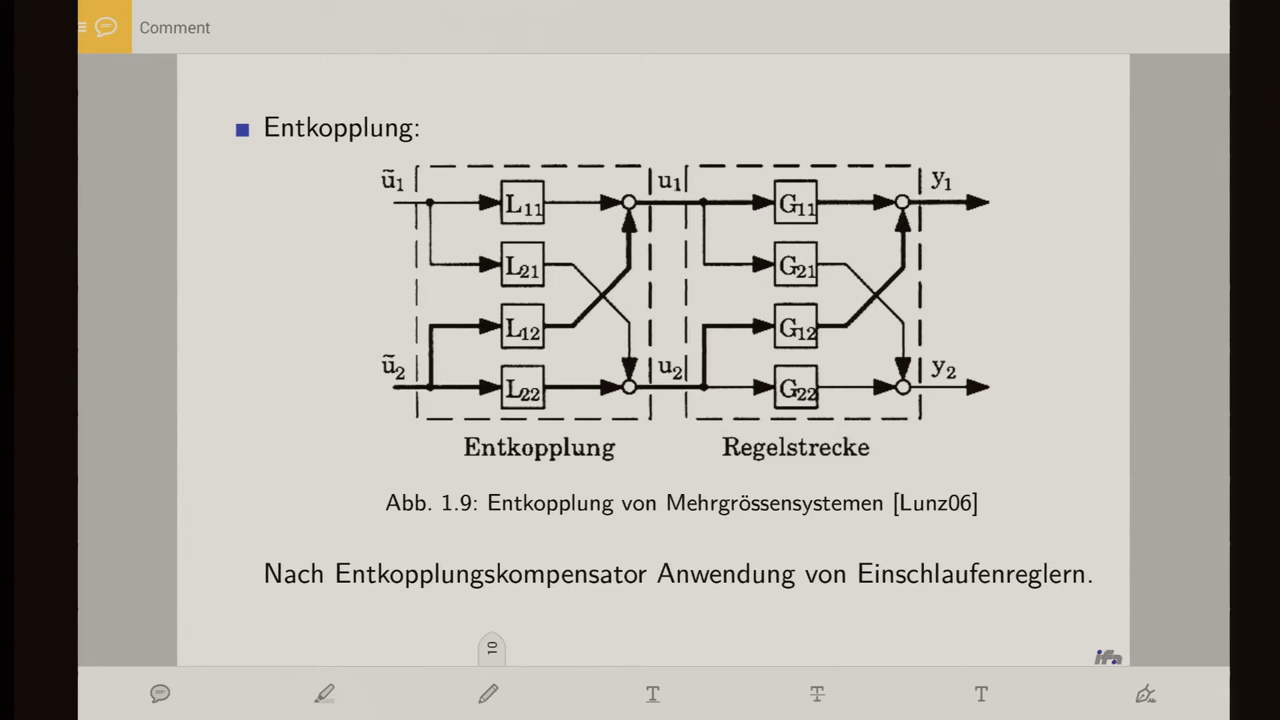 Comment
Entkopplung:
ũ1 L11 u1 G11 y1
L21 G21
L12 G12
ũ2 L22 u2 G22 y2
Entkopplung Regelstrecke
Abb. 1.9: Entkopplung von Mehrgrössensystemen [Lunz06]
Nach Entkopplungskompensator Anwendung von Einschlaufenreglern.
10
T T T